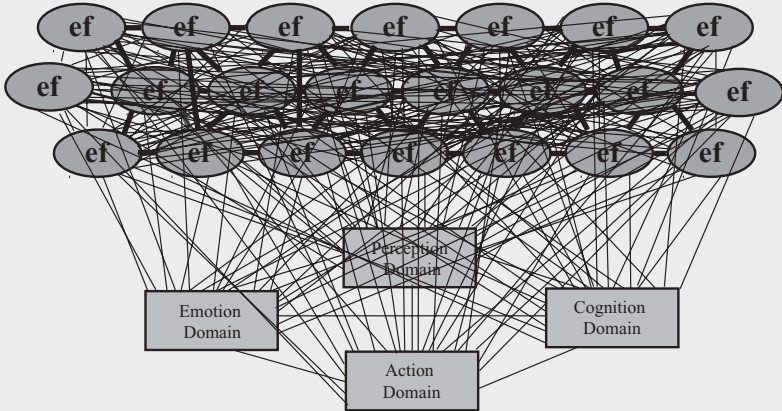 ef ef ef ef ef ef ef
ef ef ef ef ef ef ef ef
ef ef ef ef ef ef ef
Perception
Domain
Emotion
Domain
Cognition
Domain
Action
Domain